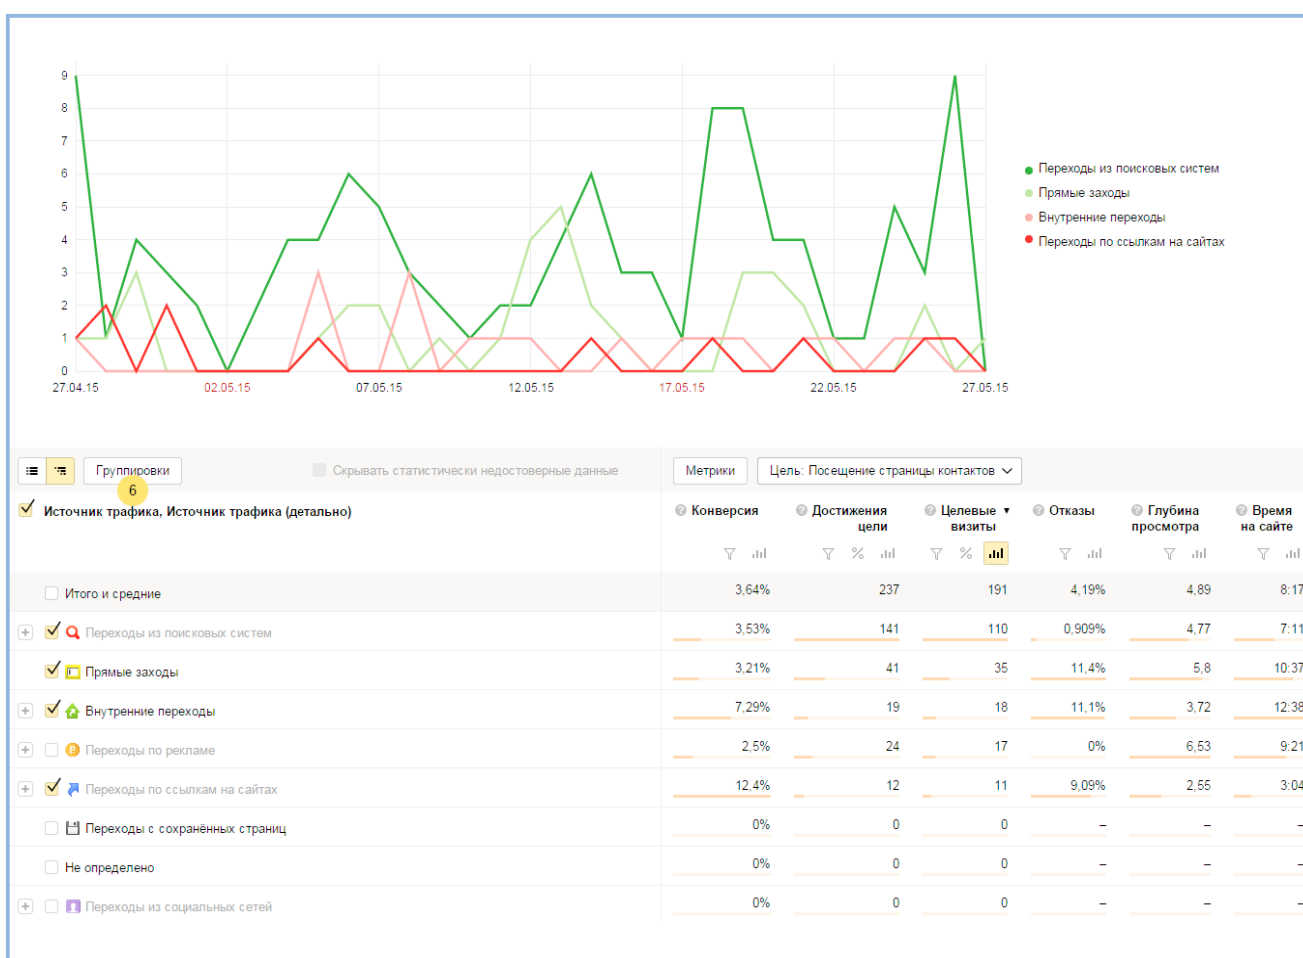 9
8
7
6
5
4
3
2
1
0
27.04.15 02.05.15 07.05.15 12.05.15 17.05.15 22.05.15 27.05.15
Переходы из поисковых систем
Прямые заходы
Внутренние переходы
Переходы по ссылкам на сайтах
Группировки Скрывать статистически недостоверные данные Метрики Цель: Посещение страницы контактов
6
Источник трафика, Источник трафика (детально) ? Конверсия ? Достижения цели ? Целевые ▼ визиты ? Отказы ? Глубина просмотра ? Время на сайте
% %
Итого и средние 3,64% 237 191 4,19% 4,89 8:17
Переходы из поисковых систем 3,53% 141 110 0,909% 4,77 7:11
Прямые заходы 3,21% 41 35 11,4% 5,8 10:37
Внутренние переходы 7,29% 19 18 11,1% 3,72 12:38
Переходы по рекламе 2,5% 24 17 0% 6,53 9:21
Переходы по ссылкам на сайтах 12,4% 12 11 9,09% 2,55 3:04
Переходы с сохранённых страниц 0% 0 0 – – –
Не определено 0% 0 0 – – –
Переходы из социальных сетей 0% 0 0 – – –